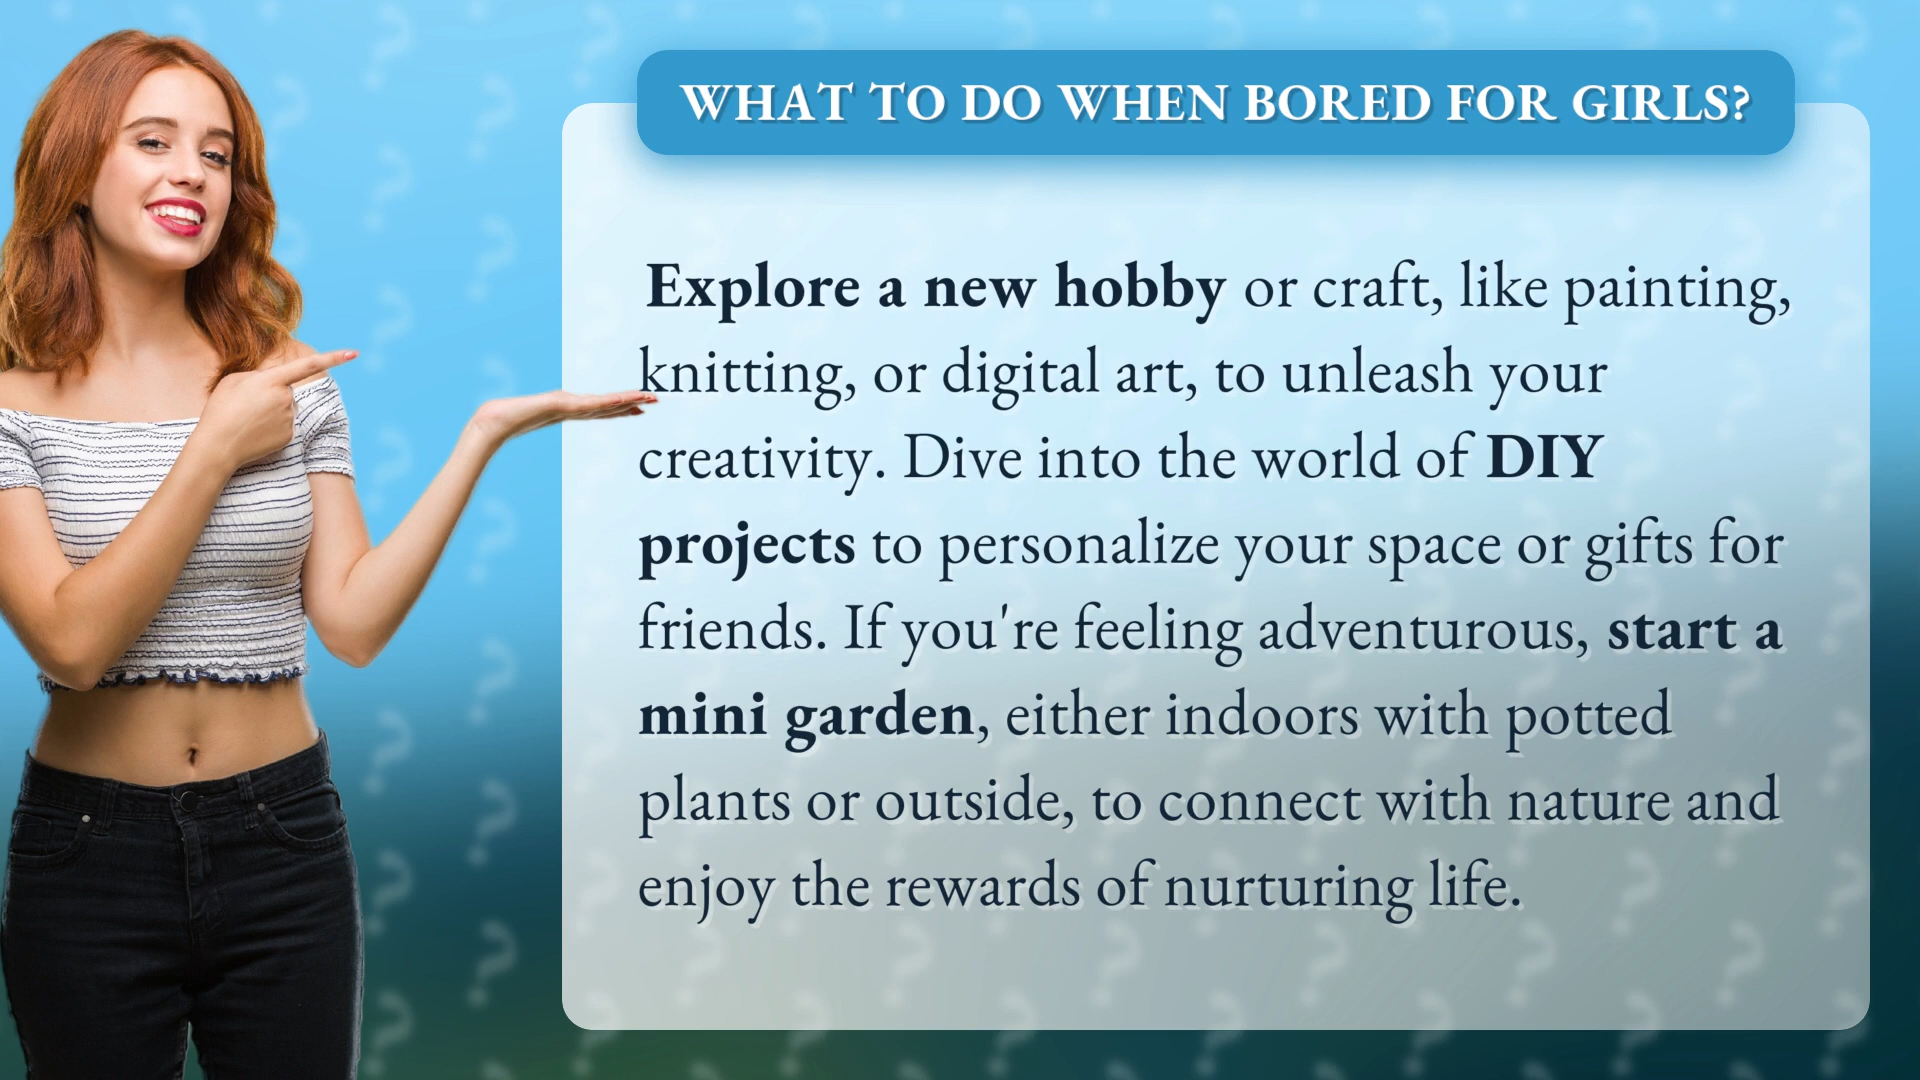 WHAT TO DO WHEN BORED FOR GIRLS?
Explore a new hobby or craft, like painting,
knitting, or digital art, to unleash your
creativity. Dive into the world of DIY
projects to personalize your space or gifts for
friends. If you're feeling adventurous, start a
mini garden, either indoors with potted
plants or outside, to connect with nature and
enjoy the rewards of nurturing life.